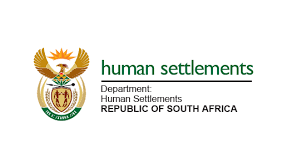 human settlements
Department:
Human Settlements
REPUBLIC OF SOUTH AFRICA